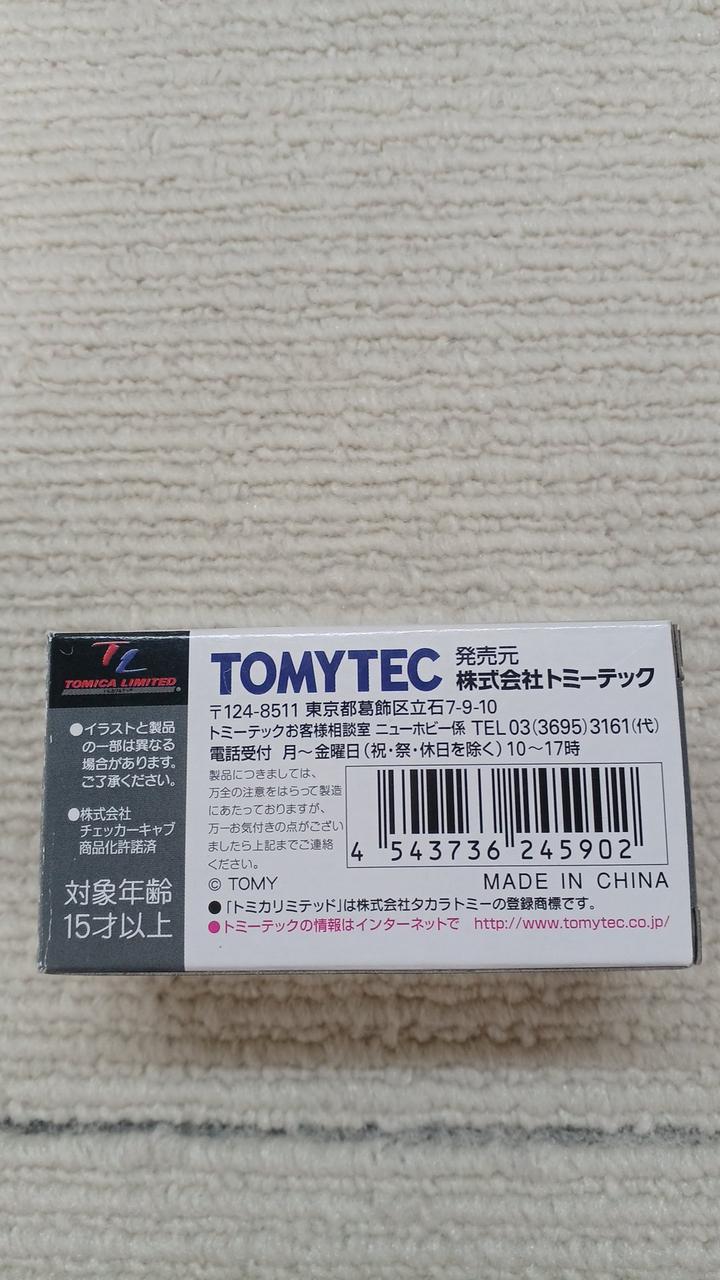 TOMICA LIMITED
●イラストと製品
の一部は異なる
場合があります。
ご了承ください。
●株式会社
チェッカーキャブ
商品化許諾済
対象年齢
15才以上
TOMYTEC
発売元
株式会社トミーテック
〒124-8511 東京都葛飾区立石7-9-10
トミーテックお客様相談室 ニューホビー係 TEL 03(3695)3161(代)
電話受付 月～金曜日(祝・祭・休日を除く)10～17時
製品につきましては、
万全の注意をはらって製造
にあたっておりますが、
万一お気付きの点がござい
ましたら上記までご連絡
ください。
4 543736 245902
© TOMY
MADE IN CHINA
●「トミカリミテッド」は株式会社タカラトミーの登録商標です。
●トミーテックの情報はインターネットで http://www.tomytec.co.jp/